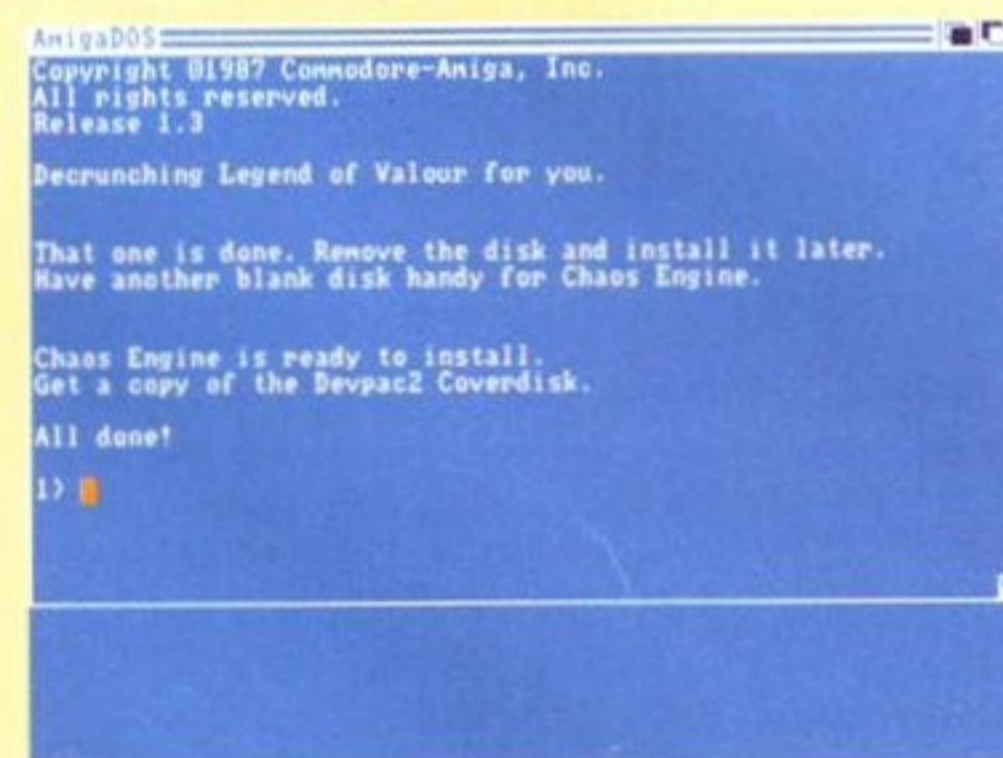 AmigaDOS
Copyright ©1987 Commodore-Amiga, Inc.
All rights reserved.
Release 1.3
Decrunching Legend of Valour for you.
That one is done. Remove the disk and install it later.
Have another blank disk handy for Chaos Engine.
Chaos Engine is ready to install.
Get a copy of the Devpac2 Coverdisk.
All done!
1>